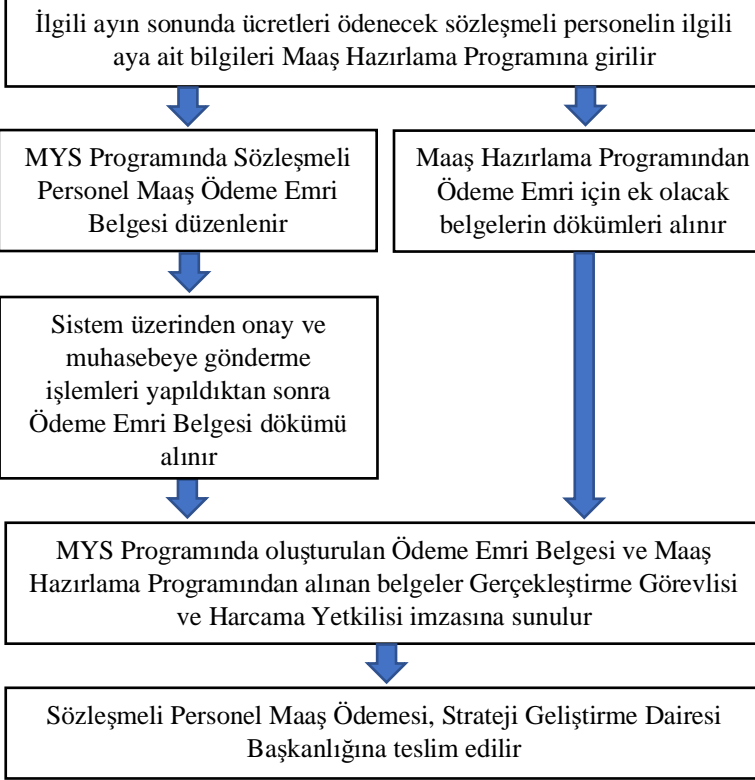 İlgili ayın sonunda ücretleri ödenecek sözleşmeli personelin ilgili
aya ait bilgileri Maaş Hazırlama Programına girilir
MYS Programında Sözleşmeli
Personel Maaş Ödeme Emri
Belgesi düzenlenir
Maaş Hazırlama Programından
Ödeme Emri için ek olacak
belgelerin dökümleri alınır
Sistem üzerinden onay ve
muhasebeye gönderme
işlemleri yapıldıktan sonra
Ödeme Emri Belgesi dökümü
alınır
MYS Programında oluşturulan Ödeme Emri Belgesi ve Maaş
Hazırlama Programından alınan belgeler Gerçekleştirme Görevlisi
ve Harcama Yetkilisi imzasına sunulur
Sözleşmeli Personel Maaş Ödemesi, Strateji Geliştirme Dairesi
Başkanlığına teslim edilir